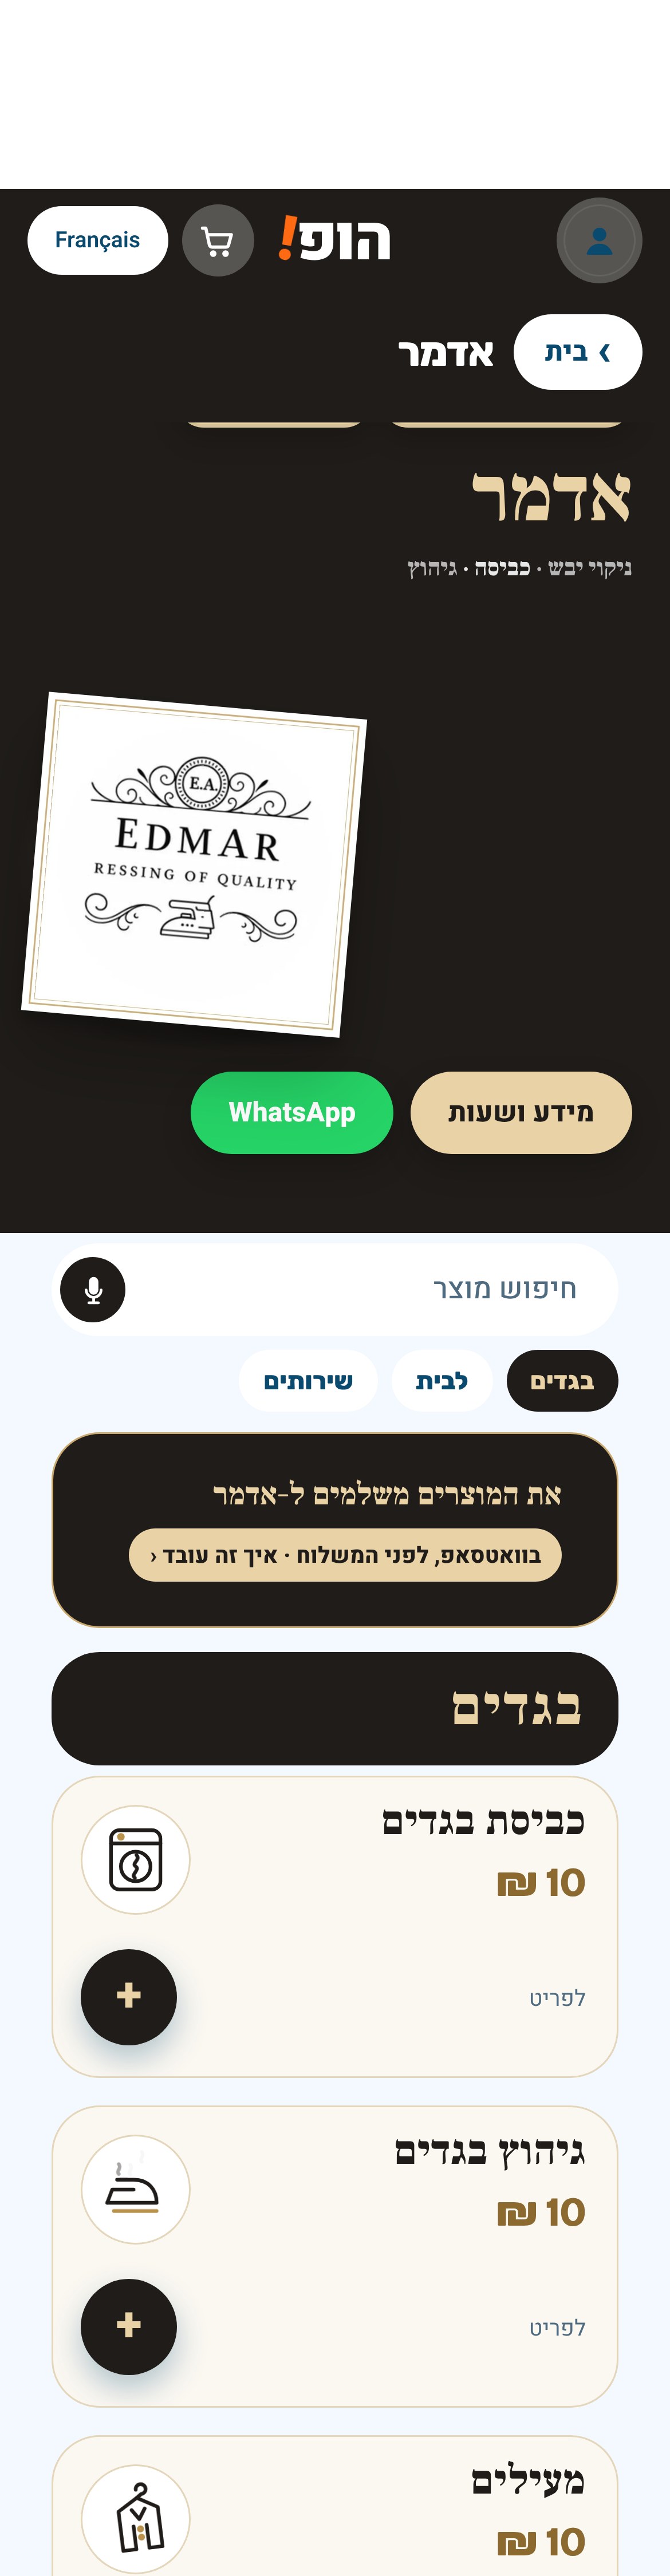 הופ!
Français
‹ בית
אדמר
אדמר
ניקוי יבש · כביסה · גיהוץ
E.A.
EDMAR
RESSING OF QUALITY
מידע ושעות
WhatsApp
חיפוש מוצר
בגדים
לבית
שירותים
את המוצרים משלמים ל-אדמר
בוואטסאפ, לפני המשלוח · איך זה עובד ›
בגדים
כביסת בגדים
10 ₪
+
לפריט
גיהוץ בגדים
10 ₪
+
לפריט
מעילים
10 ₪